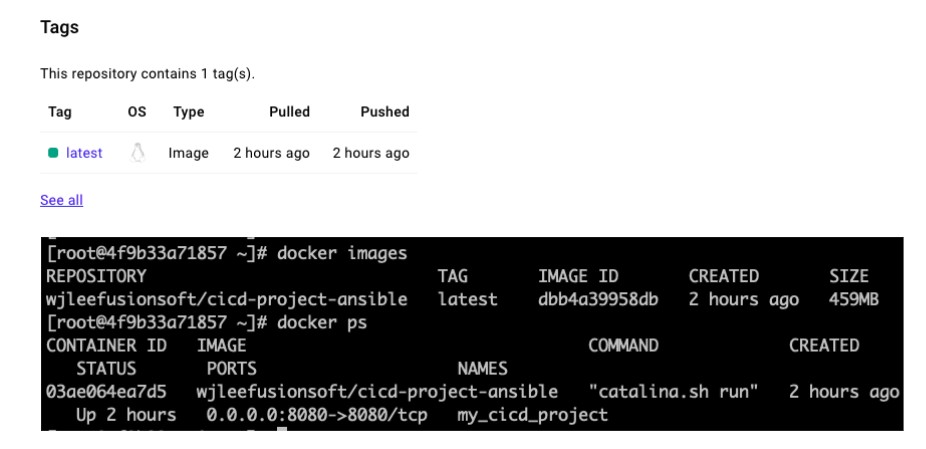 Tags
This repository contains 1 tag(s).
Tag OS Type Pulled Pushed
latest Image 2 hours ago 2 hours ago
See all
[root@4f9b33a71857 ~]# docker images
REPOSITORY TAG IMAGE ID CREATED SIZE
wjleefusionsoft/cicd-project-ansible latest dbb4a39958db 2 hours ago 459MB
[root@4f9b33a71857 ~]# docker ps
CONTAINER ID IMAGE COMMAND CREATED
STATUS PORTS NAMES
03ae064ea7d5 wjleefusionsoft/cicd-project-ansible "catalina.sh run" 2 hours ago
Up 2 hours 0.0.0.0:8080->8080/tcp my_cicd_project